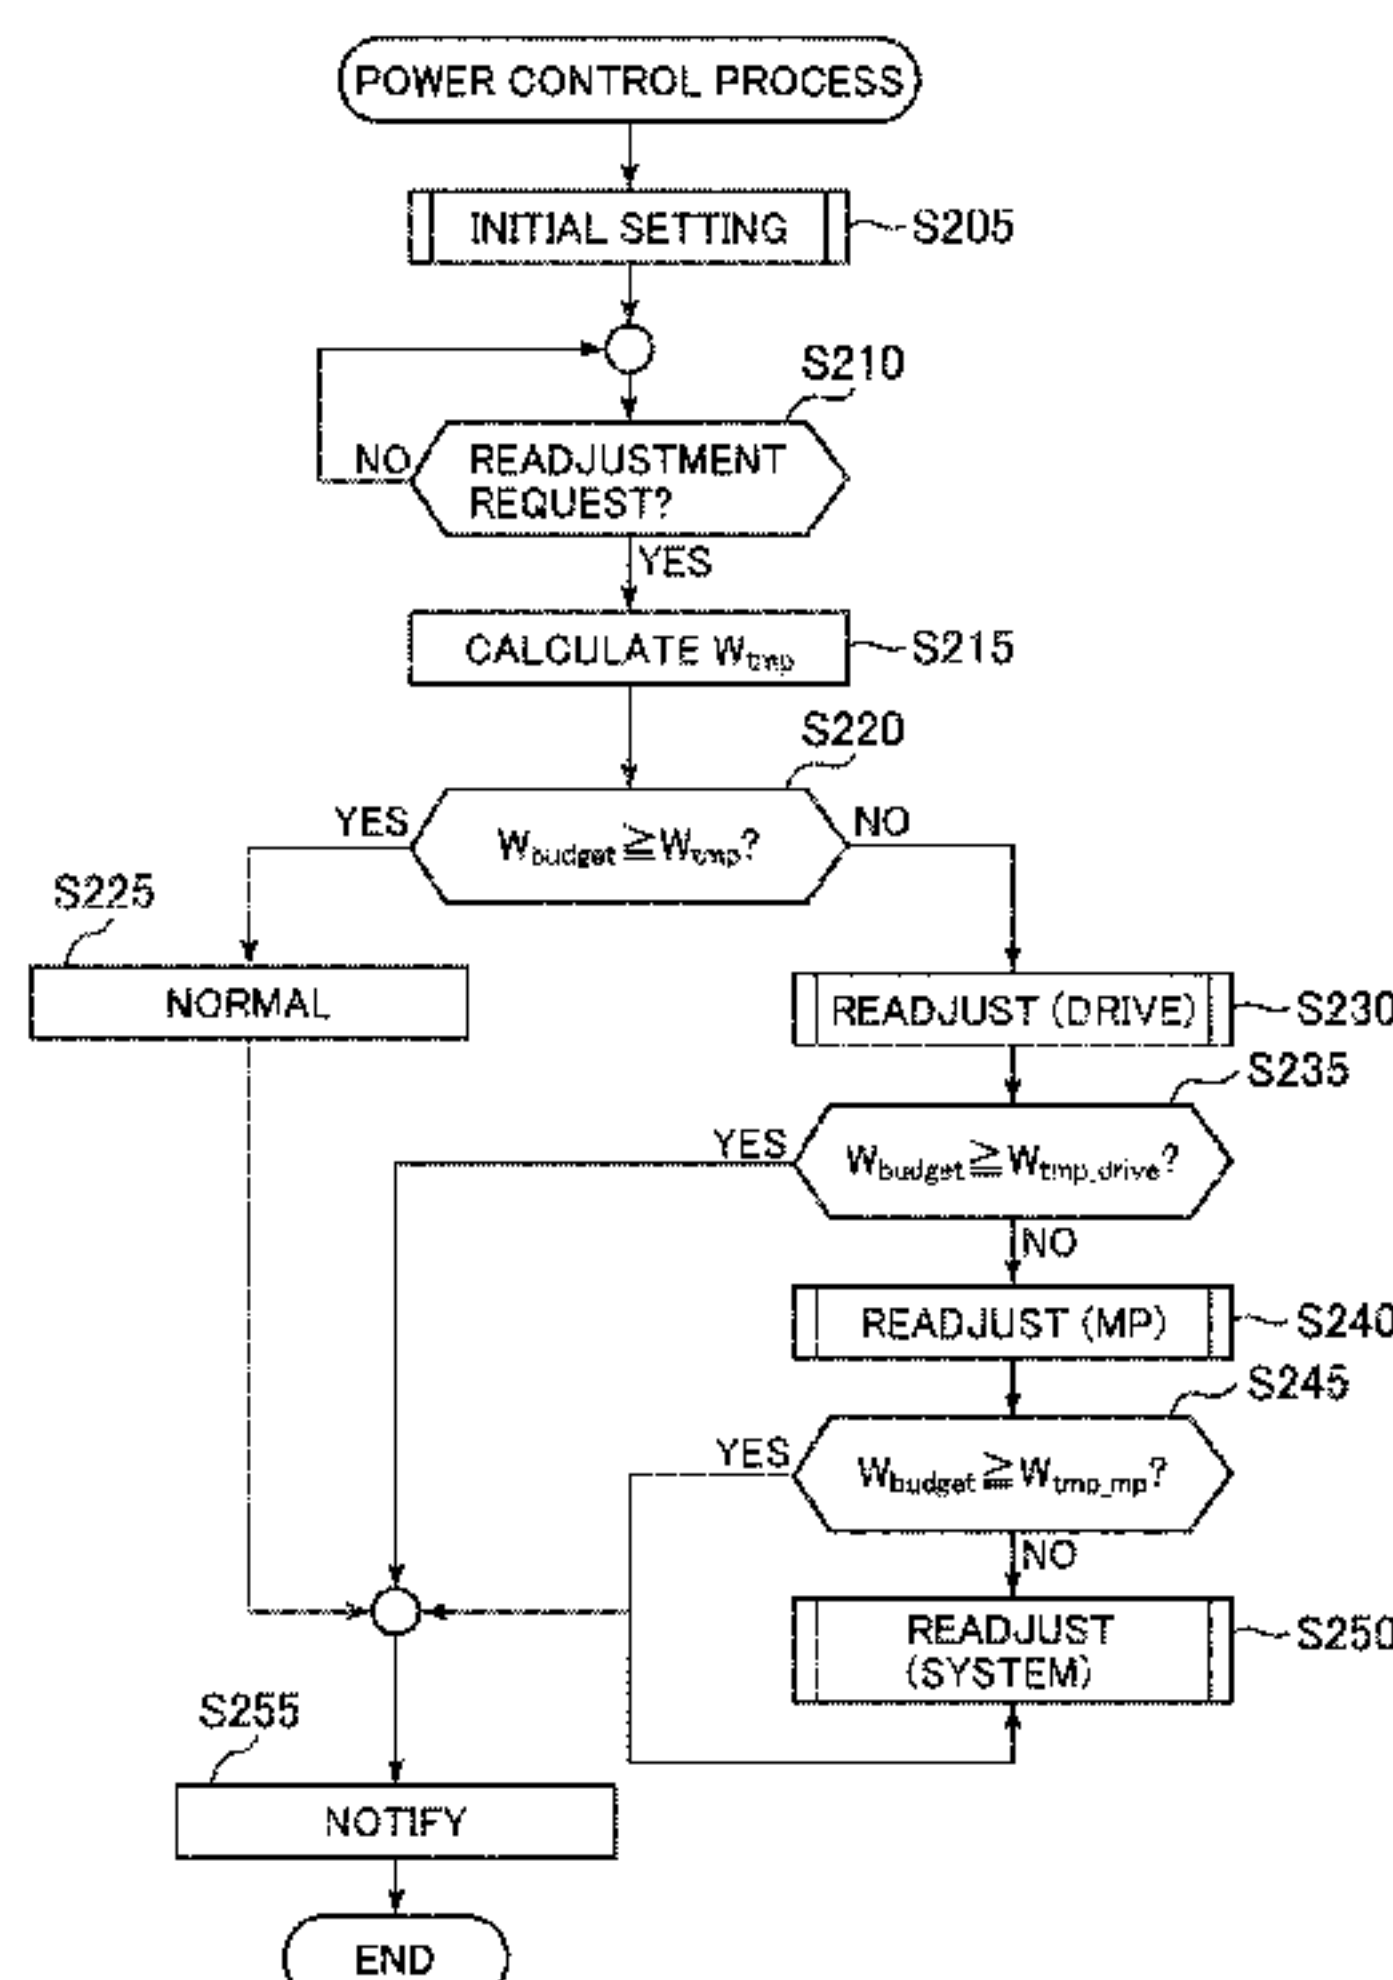 POWER CONTROL PROCESS
INITIAL SETTING
S205
S210
NO
READJUSTMENT
REQUEST?
YES
CALCULATE Wtmp
S215
S220
YES
Wbudget≧Wtmp?
NO
S225
NORMAL
READJUST (DRIVE)
S230
S235
YES
Wbudget≧Wtmp_drive?
NO
READJUST (MP)
S240
S245
YES
Wbudget≧Wtmp_mp?
NO
READJUST
(SYSTEM)
S250
S255
NOTIFY
END